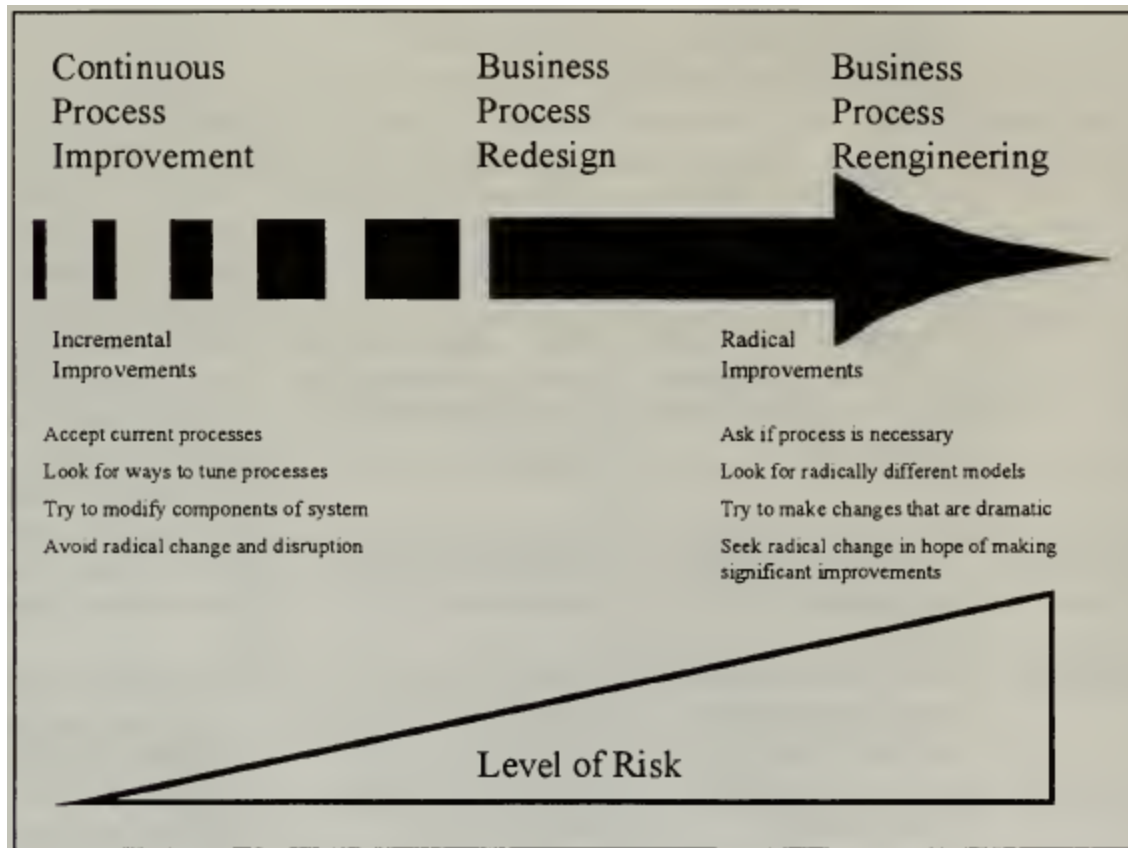 Continuous
Process
Improvement
Business
Process
Redesign
Business
Process
Reengineering
Incremental
Improvements
Radical
Improvements
Accept current processes
Look for ways to tune processes
Try to modify components of system
Avoid radical change and disruption
Ask if process is necessary
Look for radically different models
Try to make changes that are dramatic
Seek radical change in hope of making
significant improvements
Level of Risk